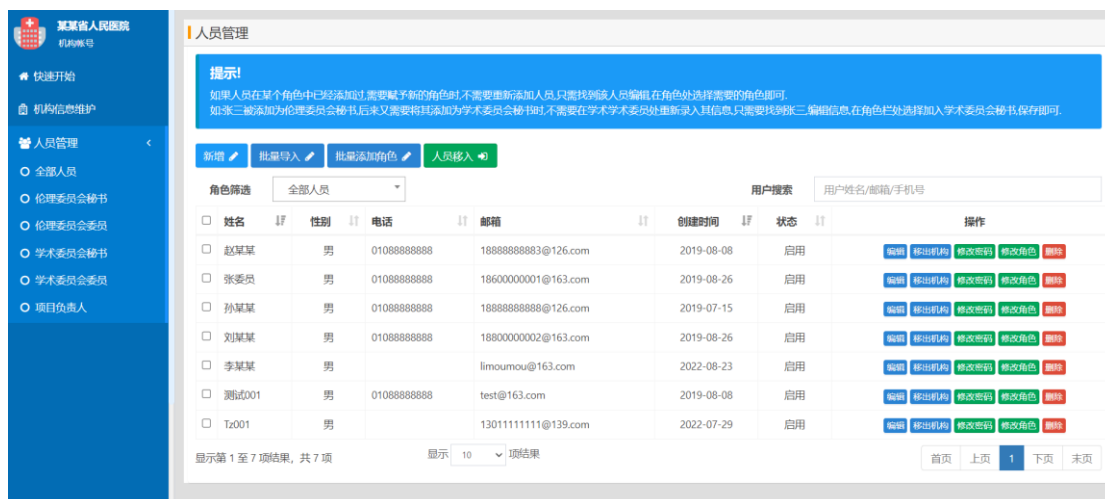 某某省人民医院
机构帐号
快速开始
机构信息维护
人员管理
全部人员
伦理委员会秘书
伦理委员会委员
学术委员会秘书
学术委员会委员
项目负责人
人员管理
提示!
如果人员在某个角色中已经添加过,需要赋予新的角色时,不需要重新添加人员,只需找到该人员编辑,在角色处选择需要的角色即可.
如:张三被添加为伦理委员会秘书,后来又需要将其添加为学术委员会秘书时,不需要在学术学术委员处重新录入其信息,只需要找到张三,编辑信息,在角色栏处选择加入学术委员会秘书,保存即可.
新增 批量导入 批量添加角色 人员移入
角色筛选 全部人员 用户搜索 用户姓名/邮箱/手机号
姓名 性别 电话 邮箱 创建时间 状态 操作
赵某某 男 01088888888 18888888883@126.com 2019-08-08 启用 编辑 移出机构 修改密码 修改角色 删除
张委员 男 01088888888 18600000001@163.com 2019-08-26 启用 编辑 移出机构 修改密码 修改角色 删除
孙某某 男 01088888888 18888888888@126.com 2019-07-15 启用 编辑 移出机构 修改密码 修改角色 删除
刘某某 男 01088888888 18800000002@163.com 2019-08-26 启用 编辑 移出机构 修改密码 修改角色 删除
李某某 男 limoumou@163.com 2022-08-23 启用 编辑 移出机构 修改密码 修改角色 删除
测试001 男 01088888888 test@163.com 2019-08-08 启用 编辑 移出机构 修改密码 修改角色 删除
Tz001 男 13011111111@139.com 2022-07-29 启用 编辑 移出机构 修改密码 修改角色 删除
显示第 1 至 7 项结果, 共 7 项 显示 10 项结果 首页 上页 1 下页 末页